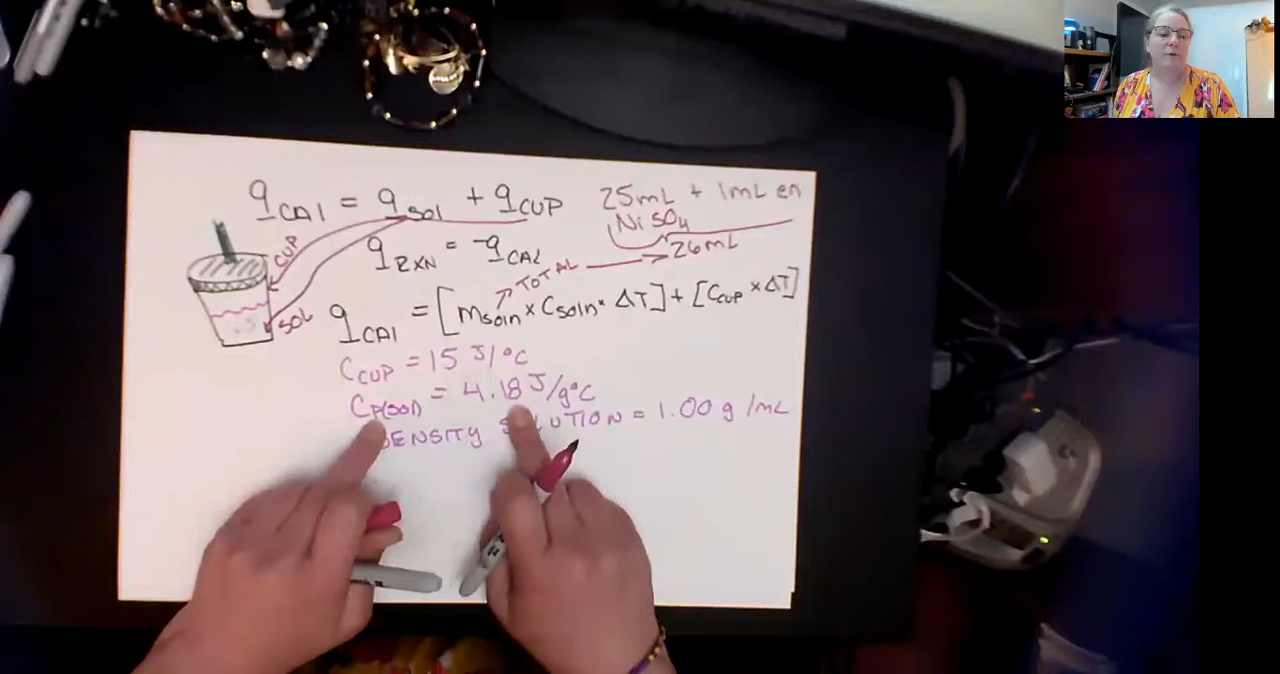 qCAl = qSOl + qCUP
25mL + 1mL en
NiSO4
26mL
CUP
qRXN = -qCAL
TOTAL
SOL
qCAl = [msoln × Csoln × ΔT] + [Ccup × ΔT]
CCUP = 15 J/°C
CP(sol) = 4.18 J/g°C
DENSITY SOLUTION = 1.00 g/mL